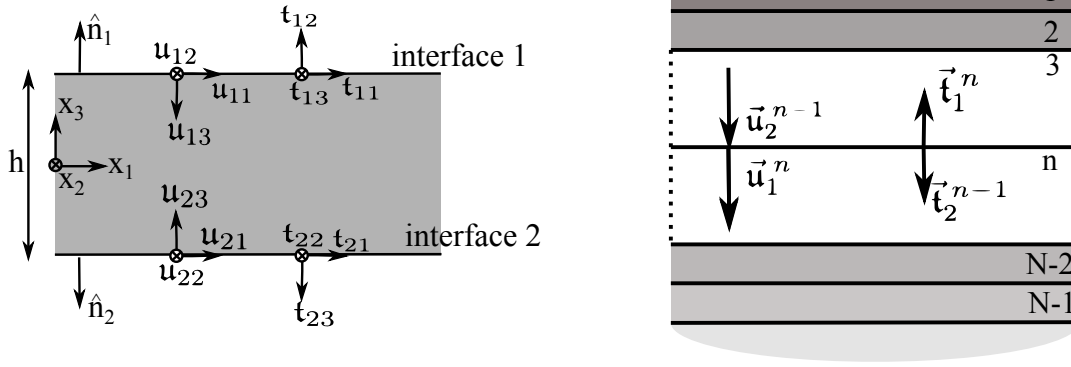 n̂₁
𝔲₁₂
𝔱₁₂
interface 1
𝔲₁₁
𝔱₁₃
𝔱₁₁
𝔲₁₃
h
x₃
x₁
x₂
𝔲₂₃
𝔲₂₁
𝔱₂₂
𝔱₂₁
interface 2
𝔲₂₂
𝔱₂₃
n̂₂
2
3
𝔲⃗₂ⁿ⁻¹
𝔱⃗₁ⁿ
n
𝔲⃗₁ⁿ
𝔱⃗₂ⁿ⁻¹
N-2
N-1